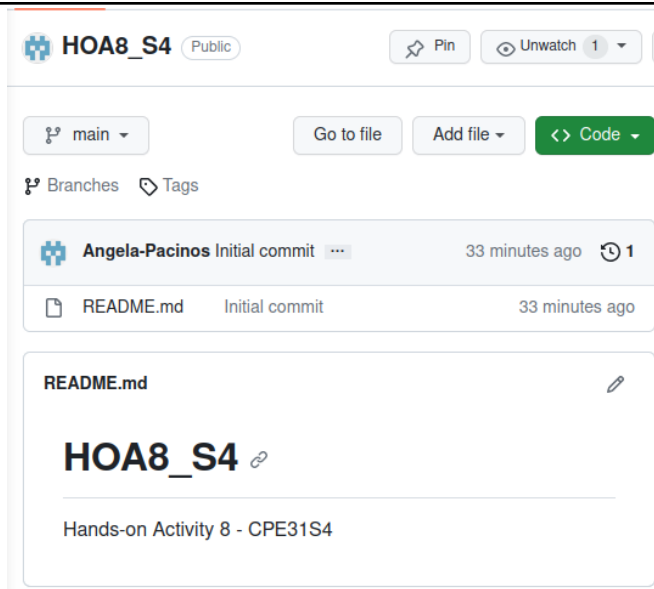 HOA8_S4 Public Pin Unwatch 1
main Go to file Add file <> Code
Branches Tags
Angela-Pacinos Initial commit ... 33 minutes ago 1
README.md Initial commit 33 minutes ago
README.md
HOA8_S4
Hands-on Activity 8 - CPE31S4